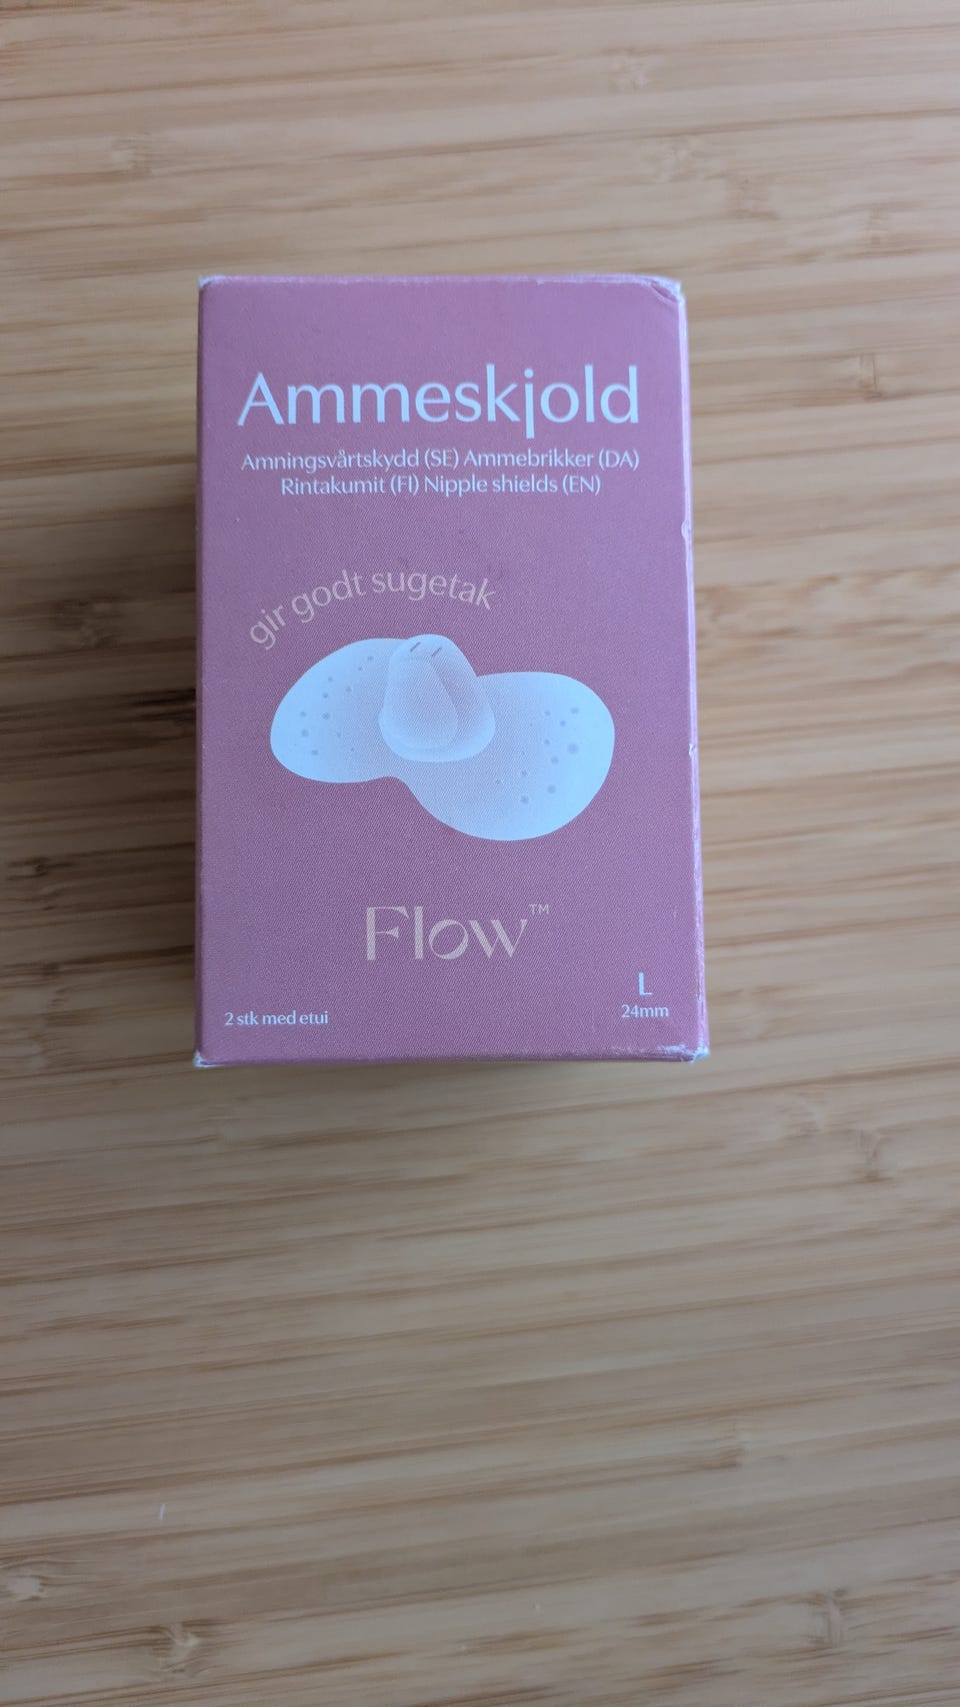 Ammeskjold
Amningsvårtskydd (SE) Ammebrikker (DA)
Rintakumit (FI) Nipple shields (EN)
gir godt sugetak
Flow™
L
24mm
2 stk med etui